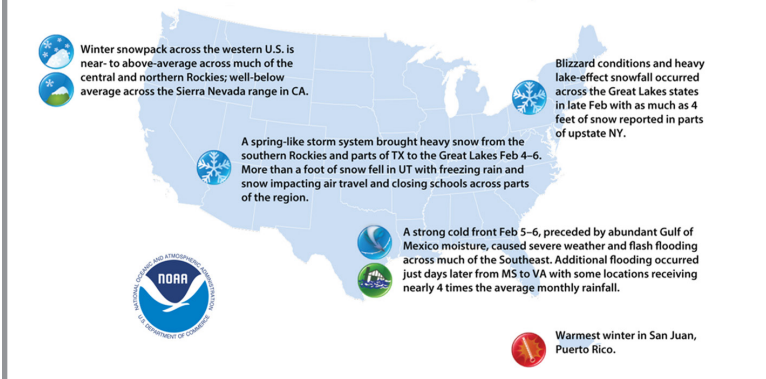 Winter snowpack across the western U.S. is
near- to above-average across much of the
central and northern Rockies; well-below
average across the Sierra Nevada range in CA.
Blizzard conditions and heavy
lake-effect snowfall occurred
across the Great Lakes states
in late Feb with as much as 4
feet of snow reported in parts
of upstate NY.
A spring-like storm system brought heavy snow from the
southern Rockies and parts of TX to the Great Lakes Feb 4–6.
More than a foot of snow fell in UT with freezing rain and
snow impacting air travel and closing schools across parts
of the region.
A strong cold front Feb 5–6, preceded by abundant Gulf of
Mexico moisture, caused severe weather and flash flooding
across much of the Southeast. Additional flooding occurred
just days later from MS to VA with some locations receiving
nearly 4 times the average monthly rainfall.
NATIONAL OCEANIC AND ATMOSPHERIC ADMINISTRATION
NOAA
U.S. DEPARTMENT OF COMMERCE
Warmest winter in San Juan,
Puerto Rico.